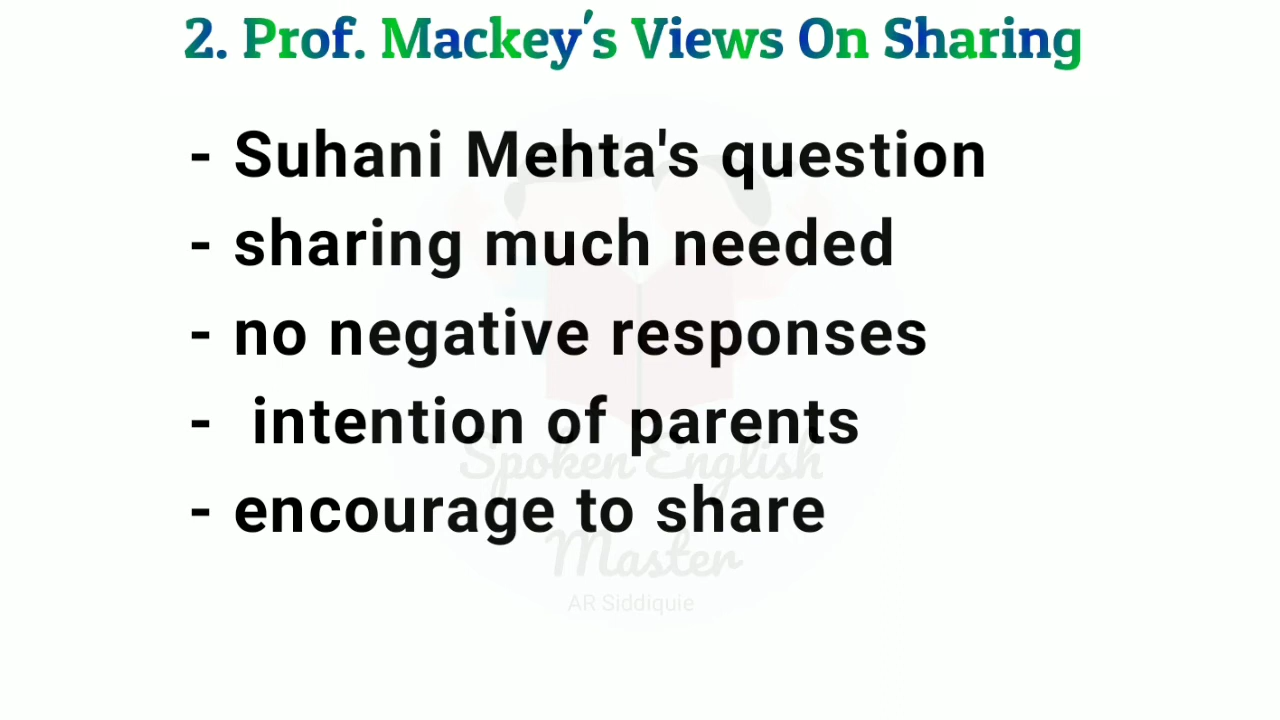 2. Prof. Mackey's Views On Sharing
- Suhani Mehta's question
- sharing much needed
- no negative responses
- intention of parents
- encourage to share
Spoken English
Master
AR Siddiquie